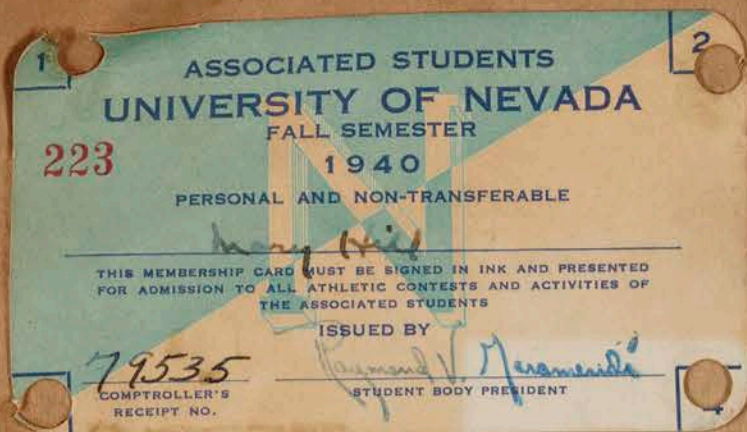 1
2
ASSOCIATED STUDENTS
UNIVERSITY OF NEVADA
FALL SEMESTER
223
1940
PERSONAL AND NON-TRANSFERABLE
Mary Hill
THIS MEMBERSHIP CARD MUST BE SIGNED IN INK AND PRESENTED
FOR ADMISSION TO ALL ATHLETIC CONTESTS AND ACTIVITIES OF
THE ASSOCIATED STUDENTS
ISSUED BY
79535
Raymond V.
COMPTROLLER'S
RECEIPT NO.
STUDENT BODY PRESIDENT
4